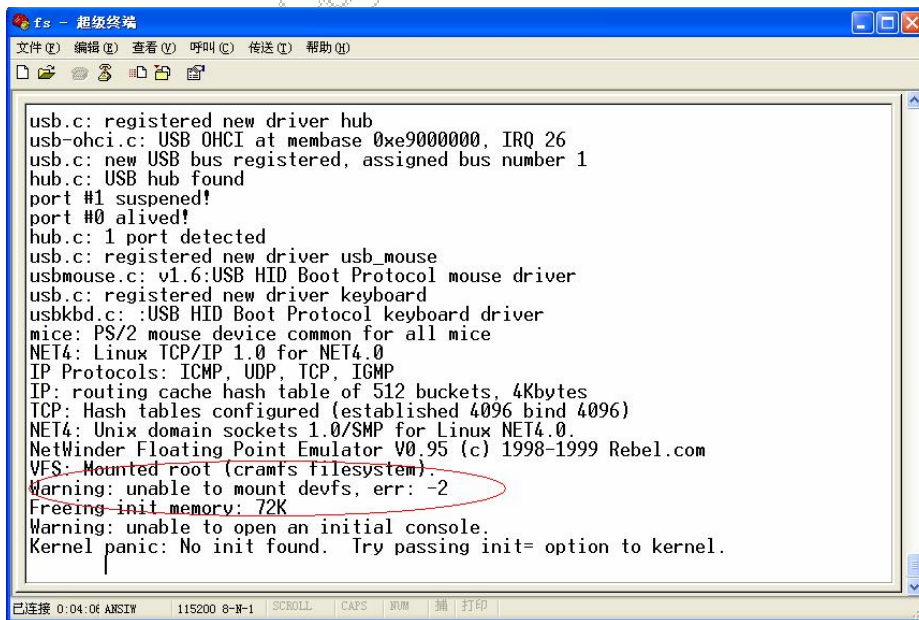 fs - 超级终端
文件(F) 编辑(E) 查看(V) 呼叫(C) 传送(T) 帮助(H)
usb.c: registered new driver hub
usb-ohci.c: USB OHCI at membase 0xe9000000, IRQ 26
usb.c: new USB bus registered, assigned bus number 1
hub.c: USB hub found
port #1 suspened!
port #0 alived!
hub.c: 1 port detected
usb.c: registered new driver usb_mouse
usbmouse.c: v1.6:USB HID Boot Protocol mouse driver
usb.c: registered new driver keyboard
usbkbd.c: :USB HID Boot Protocol keyboard driver
mice: PS/2 mouse device common for all mice
NET4: Linux TCP/IP 1.0 for NET4.0
IP Protocols: ICMP, UDP, TCP, IGMP
IP: routing cache hash table of 512 buckets, 4Kbytes
TCP: Hash tables configured (established 4096 bind 4096)
NET4: Unix domain sockets 1.0/SMP for Linux NET4.0.
NetWinder Floating Point Emulator V0.95 (c) 1998-1999 Rebel.com
VFS: Mounted root (cramfs filesystem).
Warning: unable to mount devfs, err: -2
Freeing init memory: 72K
Warning: unable to open an initial console.
Kernel panic: No init found.  Try passing init= option to kernel.
已连接 0:04:06 ANSIW 115200 8-N-1 SCROLL CAPS NUM 捕 打印